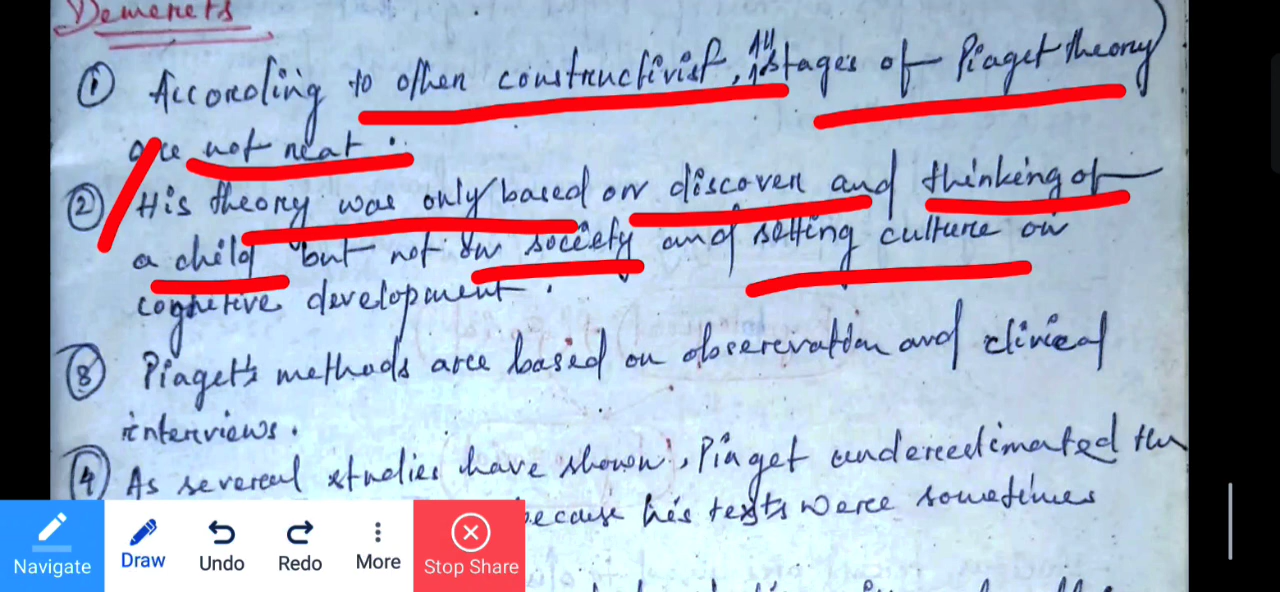 Demerets
① According to other constructivist, all stages of Piaget theory
are not neat.
② His theory was only based on discover and thinking of
a child but not on society and setting culture on
cognetive development.
③ Piaget's methods are based on observation and clinical
interviews.
④ As several studies have shown, Piaget underestimated the
because his tests were sometimes
Navigate
Draw
Undo
Redo
More
Stop Share